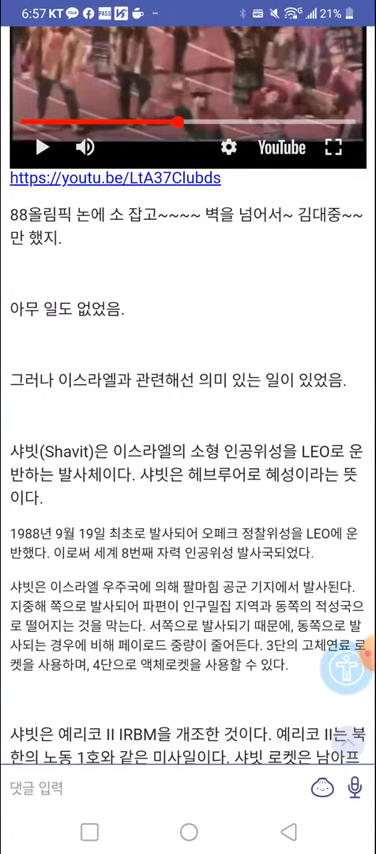 6:57 KT
PASS
21%
YouTube
https://youtu.be/LtA37Clubds
88올림픽 논에 소 잡고~~~~ 벽을 넘어서~ 김대중~~
만 했지.
아무 일도 없었음.
그러나 이스라엘과 관련해선 의미 있는 일이 있었음.
샤빗(Shavit)은 이스라엘의 소형 인공위성을 LEO로 운
반하는 발사체이다. 샤빗은 헤브루어로 혜성이라는 뜻
이다.
1988년 9월 19일 최초로 발사되어 오페크 정찰위성을 LEO에 운
반했다. 이로써 세계 8번째 자력 인공위성 발사국되었다.
샤빗은 이스라엘 우주국에 의해 팔마힘 공군 기지에서 발사된다.
지중해 쪽으로 발사되어 파편이 인구밀집 지역과 동쪽의 적성국으
로 떨어지는 것을 막는다. 서쪽으로 발사되기 때문에, 동쪽으로 발
사되는 경우에 비해 페이로드 중량이 줄어든다. 3단의 고체연료 로
켓을 사용하며, 4단으로 액체로켓을 사용할 수 있다.
샤빗은 예리코 II IRBM을 개조한 것이다. 예리코 II는 북
한의 노동 1호와 같은 미사일이다. 샤빗 로켓은 남아프
댓글 입력